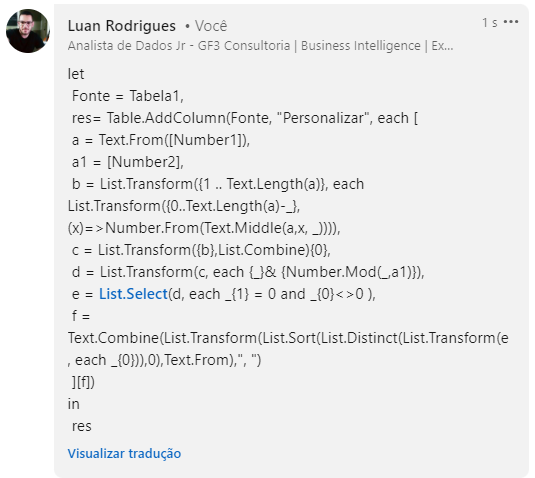 Luan Rodrigues • Você
1 s •••
Analista de Dados Jr - GF3 Consultoria | Business Intelligence | Ex...
let
Fonte = Tabela1,
res= Table.AddColumn(Fonte, "Personalizar", each [
a = Text.From([Number1]),
a1 = [Number2],
b = List.Transform({1 .. Text.Length(a)}, each
List.Transform({0..Text.Length(a)-_},
(x)=>Number.From(Text.Middle(a,x, _)))),
c = List.Transform({b},List.Combine){0},
d = List.Transform(c, each {_}& {Number.Mod(_,a1)}),
e = List.Select(d, each _{1} = 0 and _{0}<>0 ),
f =
Text.Combine(List.Transform(List.Sort(List.Distinct(List.Transform(e
, each _{0})),0),Text.From),", ")
][f])
in
res
Visualizar tradução